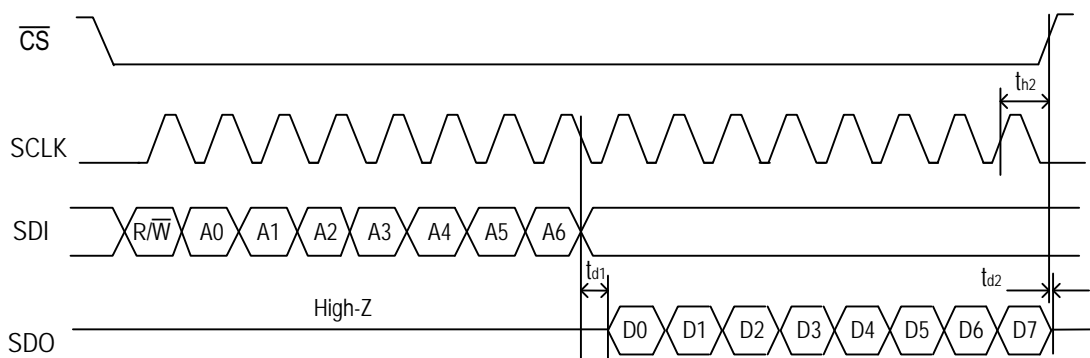 C̅S̅
th2
SCLK
SDI R/W̅ A0 A1 A2 A3 A4 A5 A6
td1 td2
High-Z
SDO D0 D1 D2 D3 D4 D5 D6 D7